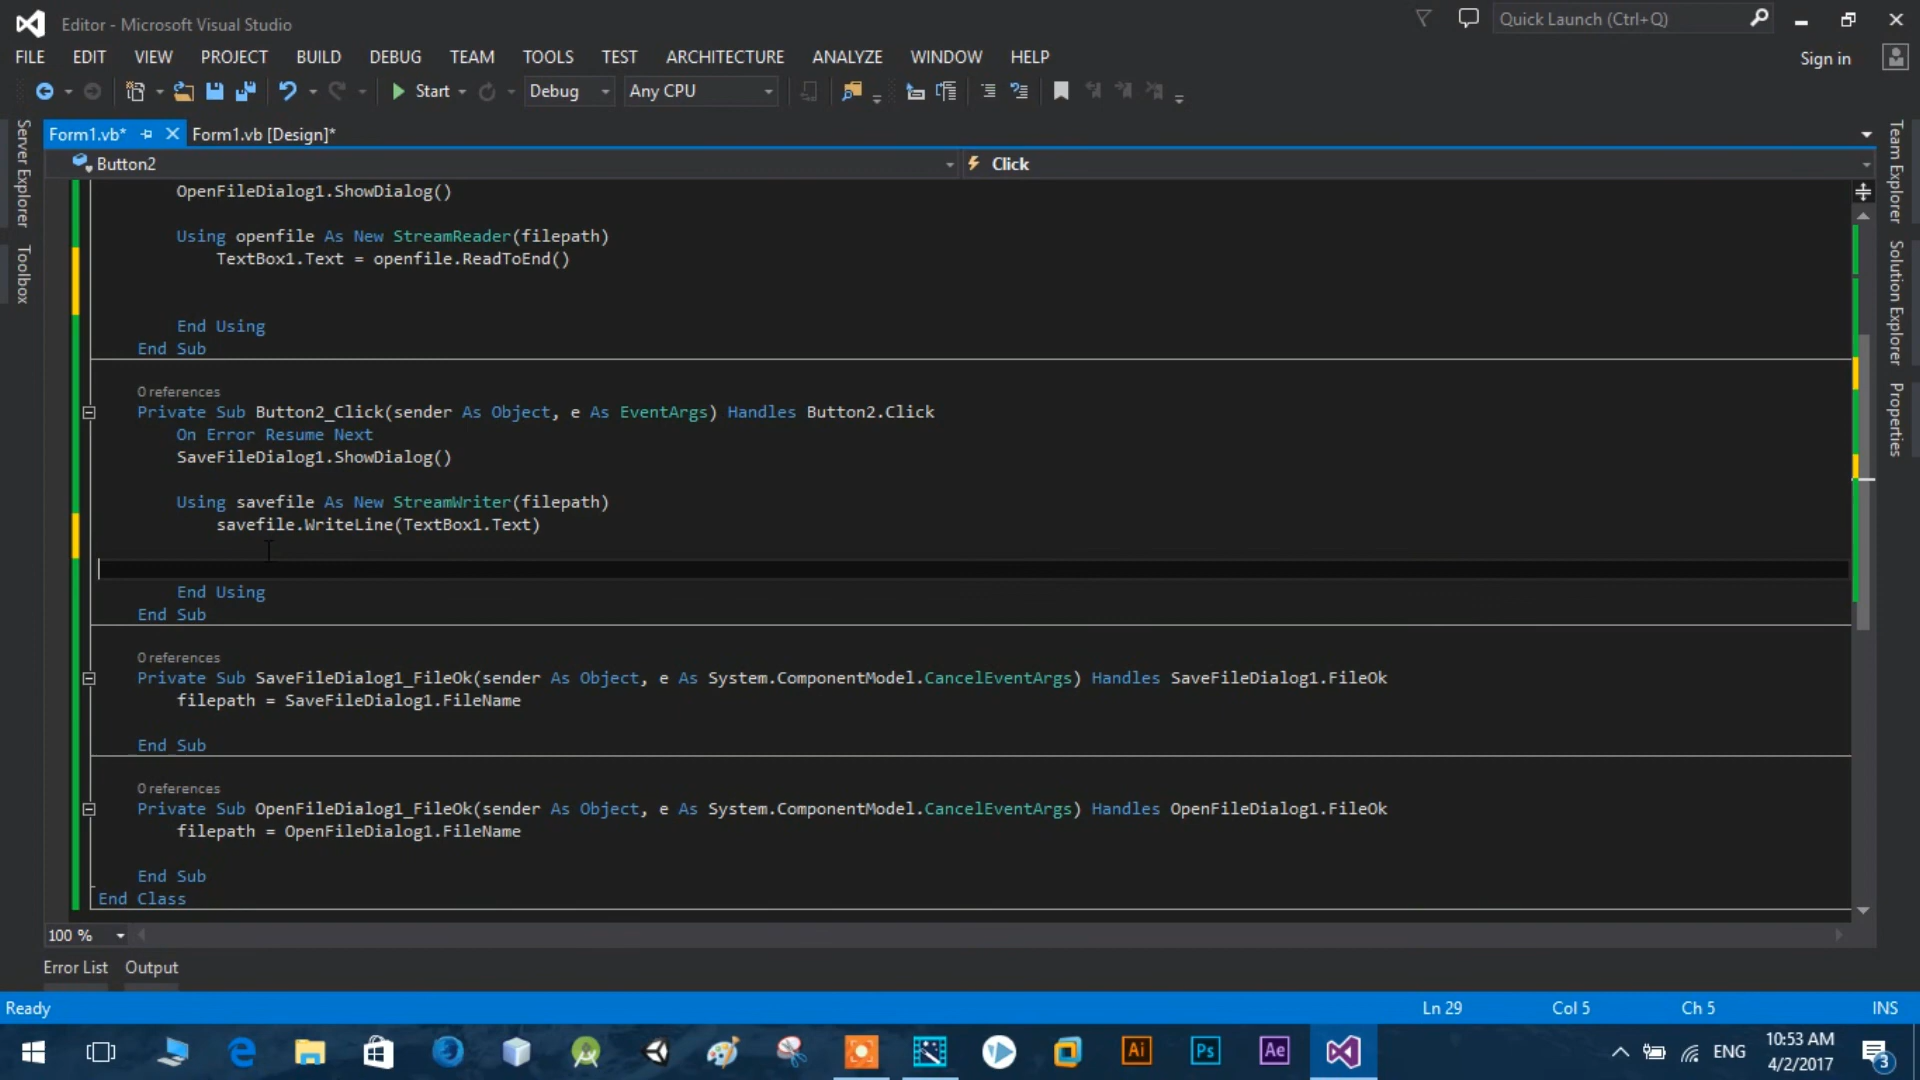 Editor - Microsoft Visual Studio
Quick Launch (Ctrl+Q)
FILE EDIT VIEW PROJECT BUILD DEBUG TEAM TOOLS TEST ARCHITECTURE ANALYZE WINDOW HELP
Sign in
Start Debug Any CPU
Server Explorer
Toolbox
Form1.vb* Form1.vb [Design]*
Button2 Click
OpenFileDialog1.ShowDialog()
Using openfile As New StreamReader(filepath)
TextBox1.Text = openfile.ReadToEnd()
End Using
End Sub
0 references
Private Sub Button2_Click(sender As Object, e As EventArgs) Handles Button2.Click
On Error Resume Next
SaveFileDialog1.ShowDialog()
Using savefile As New StreamWriter(filepath)
savefile.WriteLine(TextBox1.Text)
End Using
End Sub
0 references
Private Sub SaveFileDialog1_FileOk(sender As Object, e As System.ComponentModel.CancelEventArgs) Handles SaveFileDialog1.FileOk
filepath = SaveFileDialog1.FileName
End Sub
0 references
Private Sub OpenFileDialog1_FileOk(sender As Object, e As System.ComponentModel.CancelEventArgs) Handles OpenFileDialog1.FileOk
filepath = OpenFileDialog1.FileName
End Sub
End Class
Team Explorer
Solution Explorer
Properties
100 %
Error List Output
Ready Ln 29 Col 5 Ch 5 INS
Ai Ps Ae
ENG
10:53 AM
4/2/2017
3